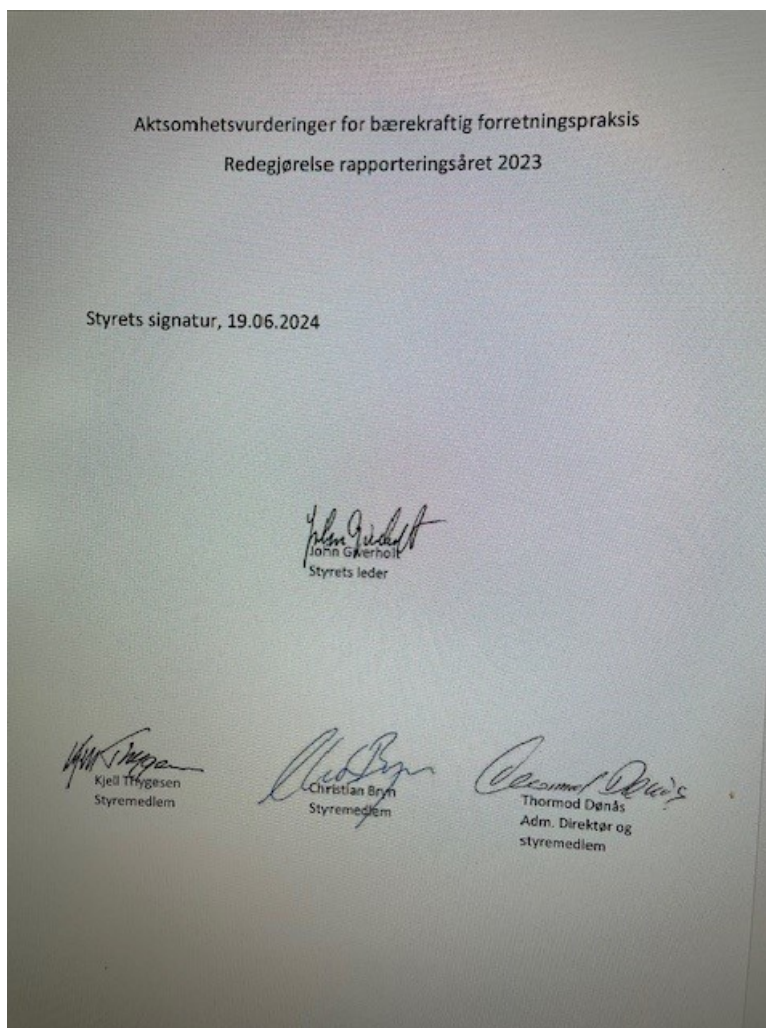 Aktsomhetsvurderinger for bærekraftig forretningspraksis
Redegjørelse rapporteringsåret 2023
Styrets signatur, 19.06.2024
John Giverholt
Styrets leder
Kjell Thygesen
Styremedlem
Christian Bryn
Styremedlem
Thormod Dønås
Adm. Direktør og
styremedlem